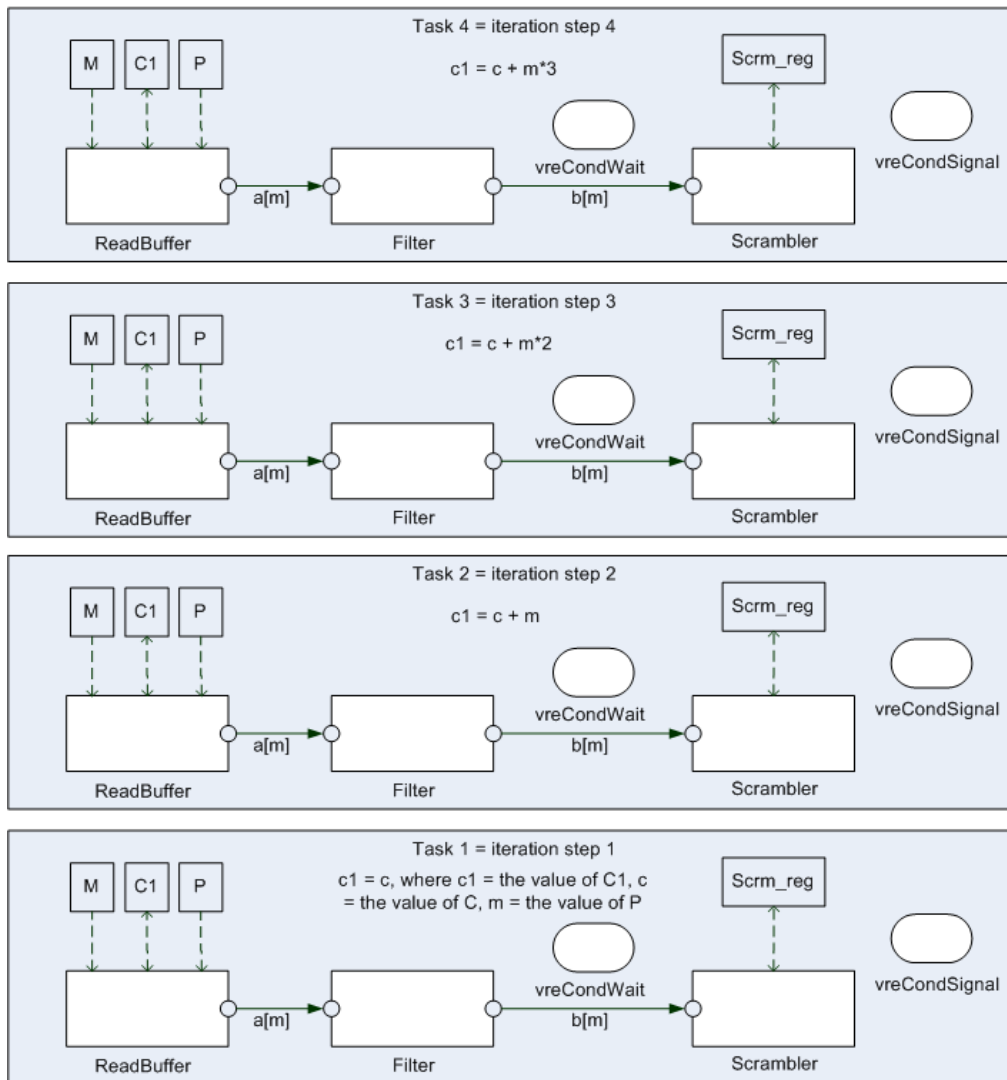 Task 4 = iteration step 4
c1 = c + m*3
M
C1
P
Scrm_reg
vreCondWait
vreCondSignal
a[m]
b[m]
ReadBuffer
Filter
Scrambler
Task 3 = iteration step 3
c1 = c + m*2
M
C1
P
Scrm_reg
vreCondWait
vreCondSignal
a[m]
b[m]
ReadBuffer
Filter
Scrambler
Task 2 = iteration step 2
c1 = c + m
M
C1
P
Scrm_reg
vreCondWait
vreCondSignal
a[m]
b[m]
ReadBuffer
Filter
Scrambler
Task 1 = iteration step 1
c1 = c, where c1 = the value of C1, c
= the value of C, m = the value of P
M
C1
P
Scrm_reg
vreCondWait
vreCondSignal
a[m]
b[m]
ReadBuffer
Filter
Scrambler